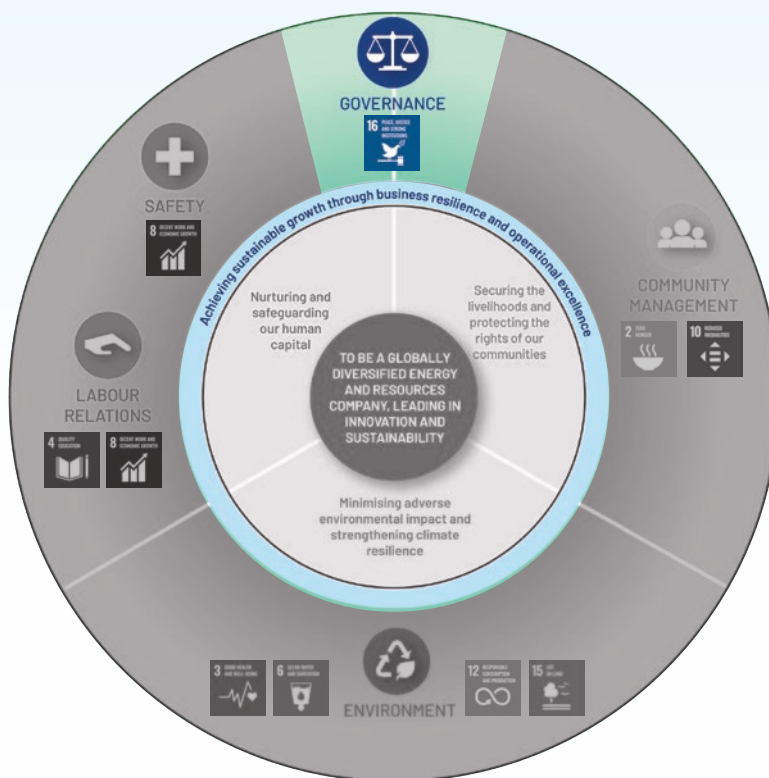 GOVERNANCE
16 PEACE, JUSTICE
AND STRONG
INSTITUTIONS
SAFETY
8 DECENT WORK AND
ECONOMIC GROWTH
Achieving sustainable growth through business resilience and operational excellence
COMMUNITY
MANAGEMENT
2 ZERO
HUNGER
10 REDUCED
INEQUALITIES
Nurturing and
safeguarding
our human
capital
Securing the
livelihoods and
protecting the
rights of our
communities
LABOUR
RELATIONS
4 QUALITY
EDUCATION
8 DECENT WORK AND
ECONOMIC GROWTH
TO BE A GLOBALLY
DIVERSIFIED ENERGY
AND RESOURCES
COMPANY, LEADING IN
INNOVATION AND
SUSTAINABILITY
Minimising adverse
environmental impact and
strengthening climate
resilience
3 GOOD HEALTH
AND WELL-BEING
6 CLEAN WATER
AND SANITATION
ENVIRONMENT
12 RESPONSIBLE
CONSUMPTION
AND PRODUCTION
15 LIFE
ON LAND